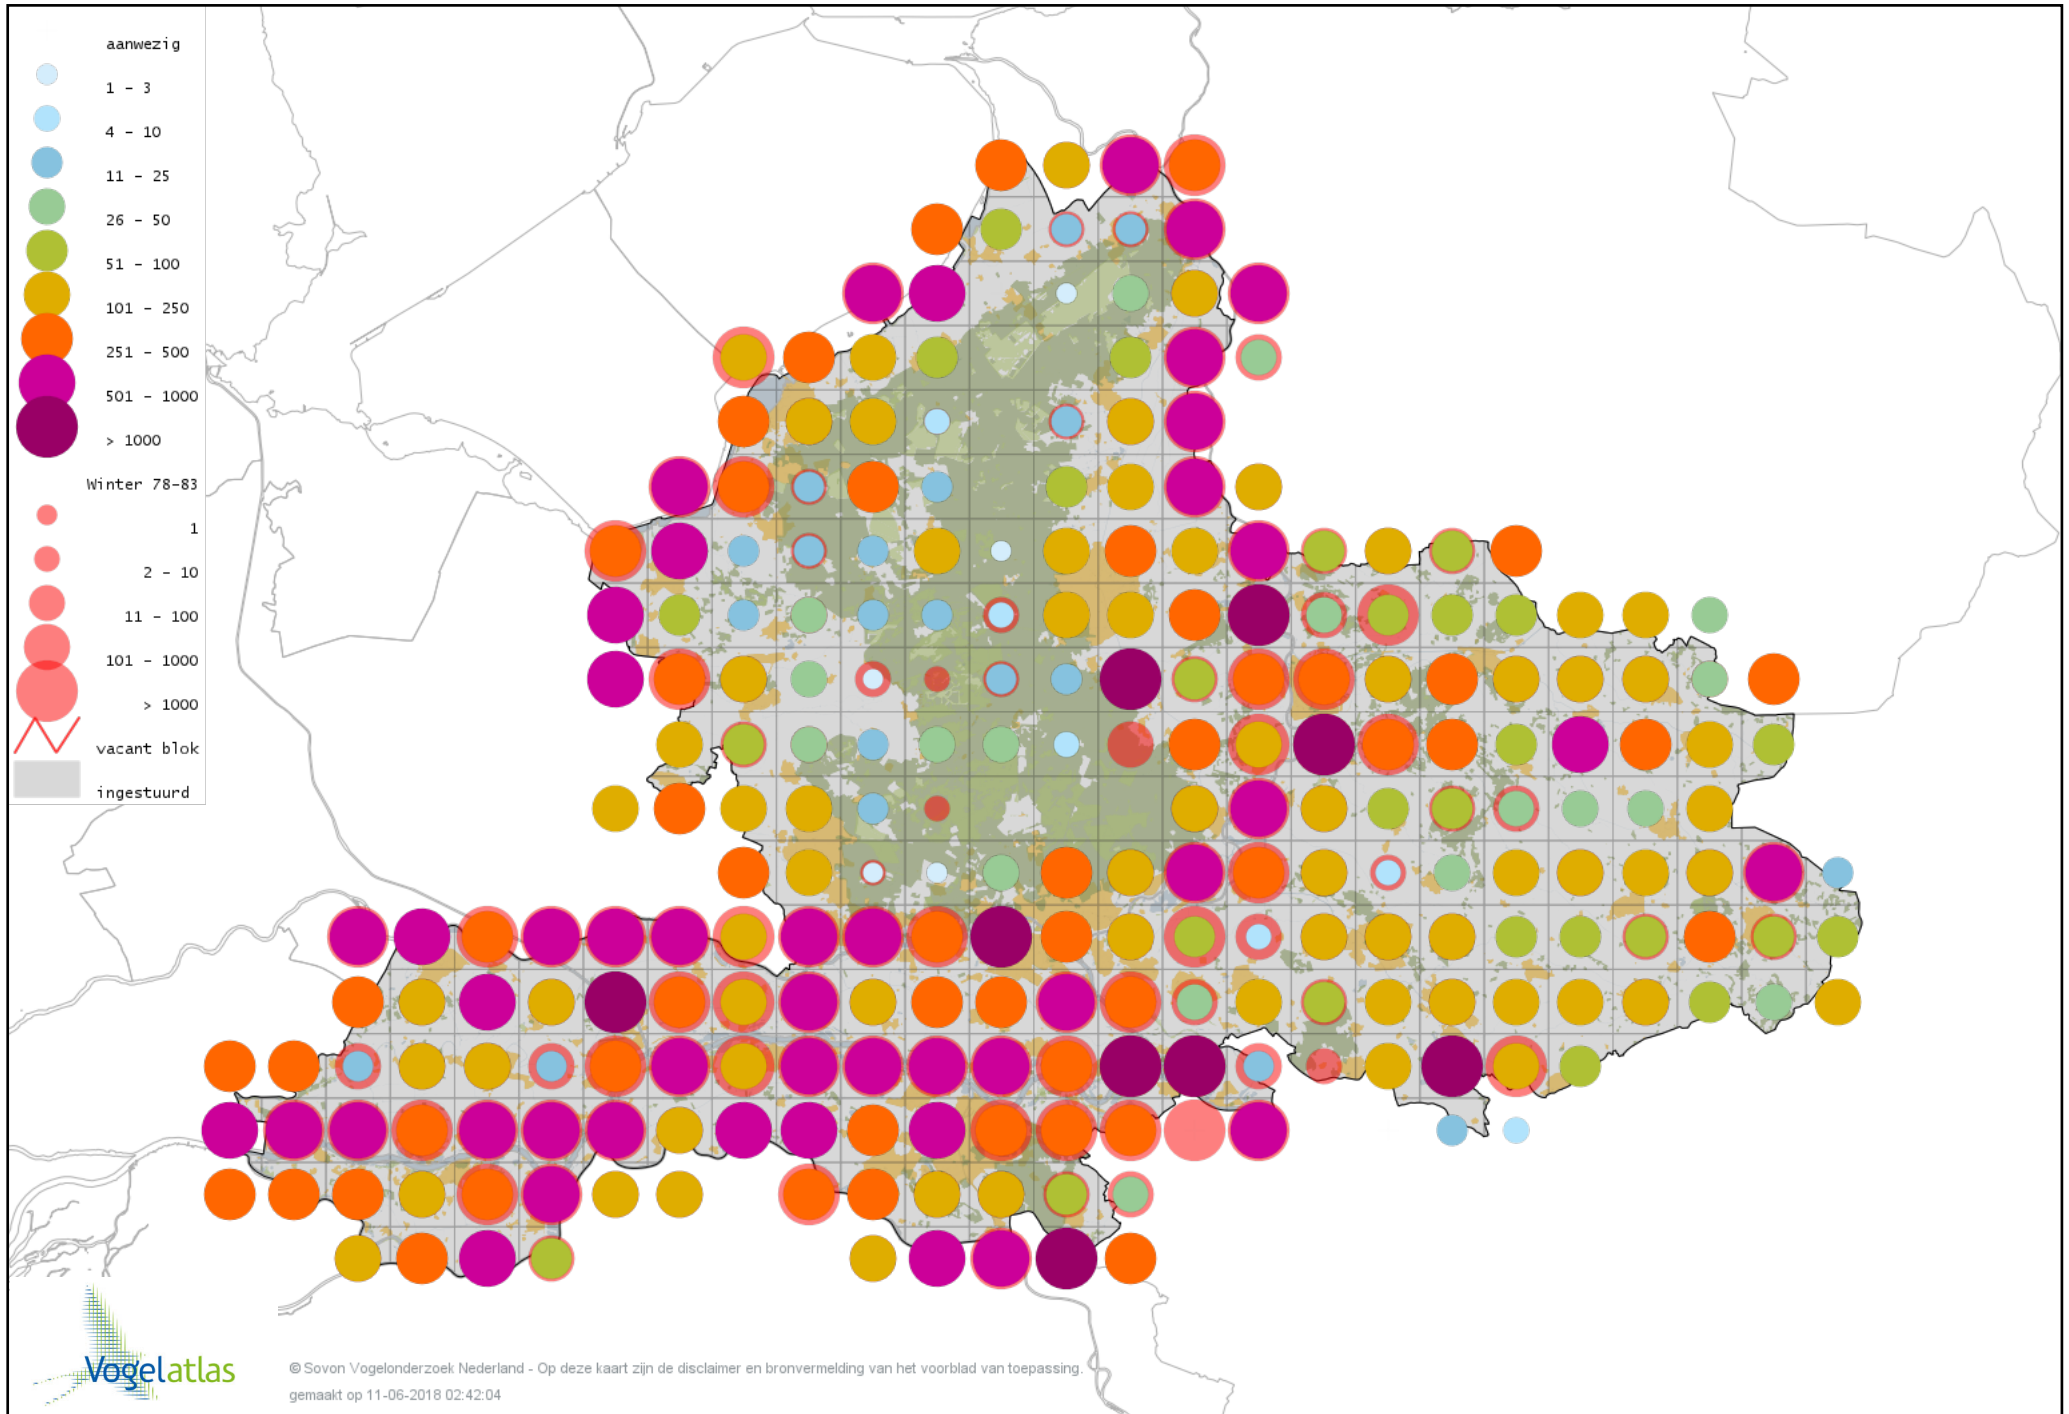 aanwezig
1 - 3
4 - 10
11 - 25
26 - 50
51 - 100
101 - 250
251 - 500
501 - 1000
> 1000
Winter 78-83
1
2 - 10
11 - 100
101 - 1000
> 1000
vacant blok
ingestuurd
Vogelatlas
© Sovon Vogelonderzoek Nederland - Op deze kaart zijn de disclaimer en bronvermelding van het voorblad van toepassing.
gemaakt op 11-06-2018 02:42:04